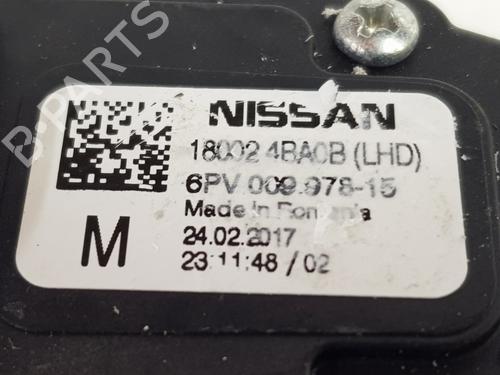 B-PARTS
NISSAN
18002 4BA0B (LHD)
6PV 009.978-15
Made in Romania
M
24.02.2017
23:11:48 / 02